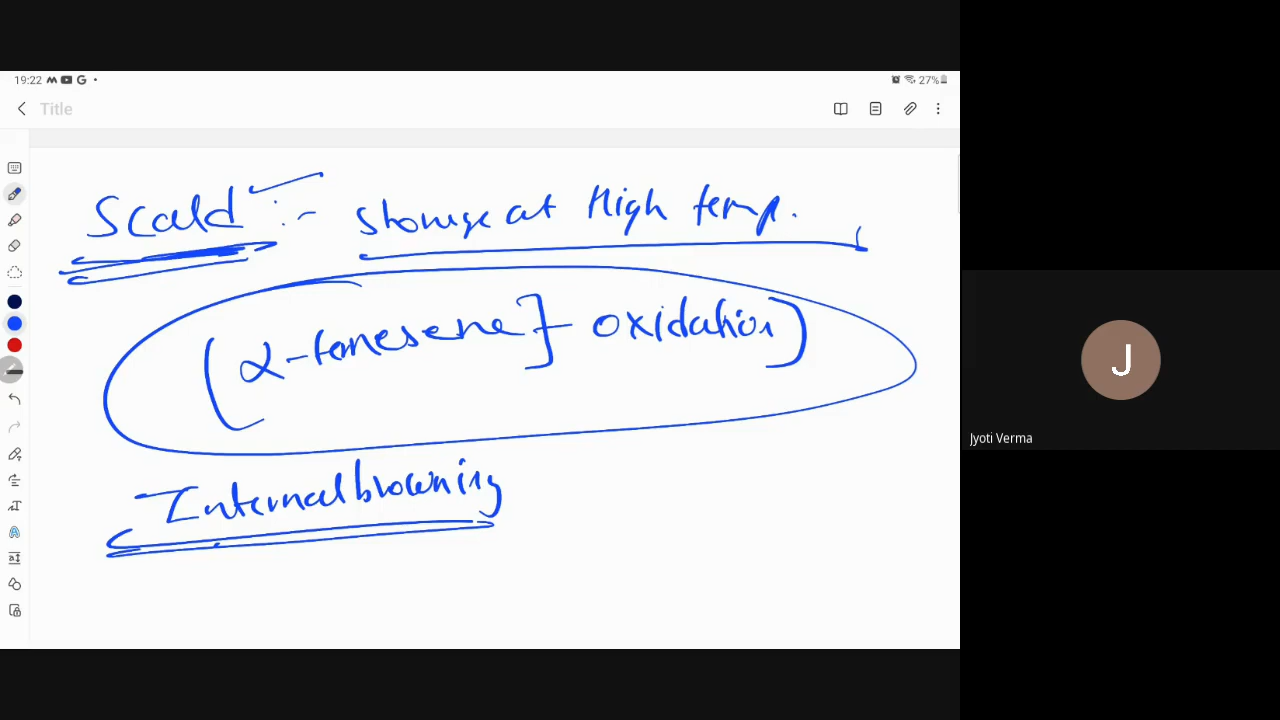 19:22
27%
Title
Scald :- Storage at High temp.
(α-farnesene] - oxidation)
Internal browning
J
Jyoti Verma